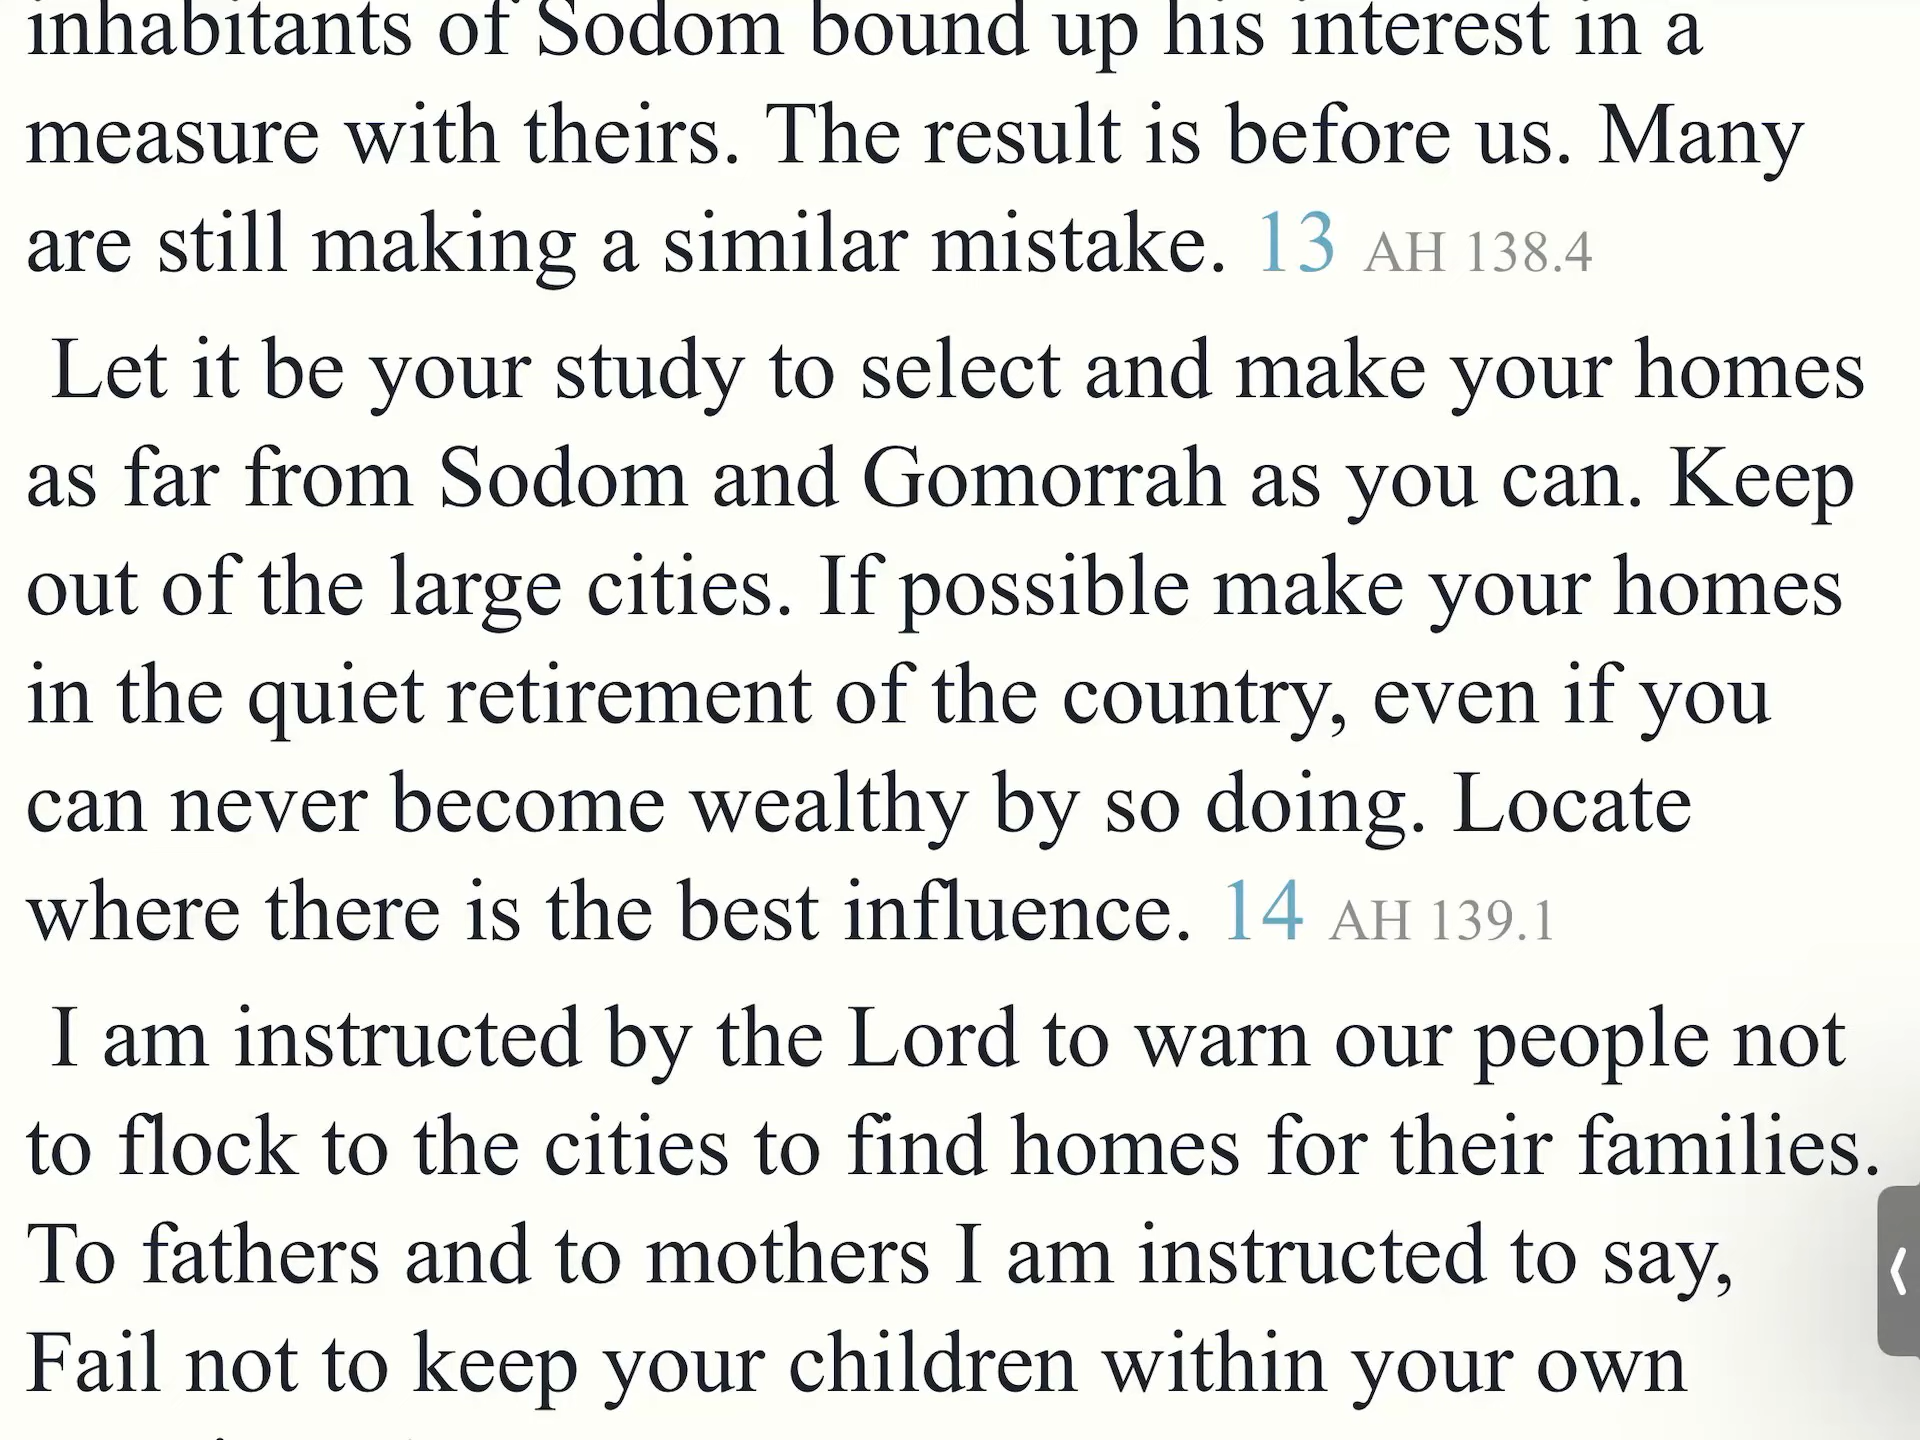 inhabitants of Sodom bound up his interest in a
measure with theirs. The result is before us. Many
are still making a similar mistake. 13 AH 138.4
Let it be your study to select and make your homes
as far from Sodom and Gomorrah as you can. Keep
out of the large cities. If possible make your homes
in the quiet retirement of the country, even if you
can never become wealthy by so doing. Locate
where there is the best influence. 14 AH 139.1
I am instructed by the Lord to warn our people not
to flock to the cities to find homes for their families.
To fathers and to mothers I am instructed to say,
Fail not to keep your children within your own